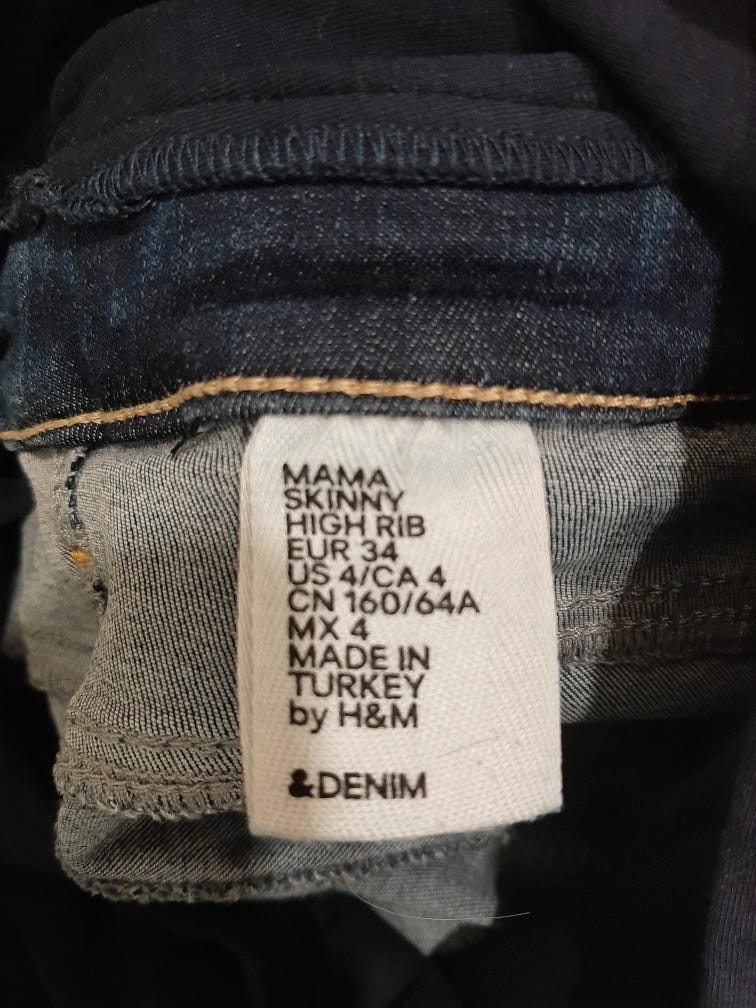 MAMA
SKINNY
HIGH RIB
EUR 34
US 4/CA 4
CN 160/64A
MX 4
MADE IN
TURKEY
by H&M
&DENIM